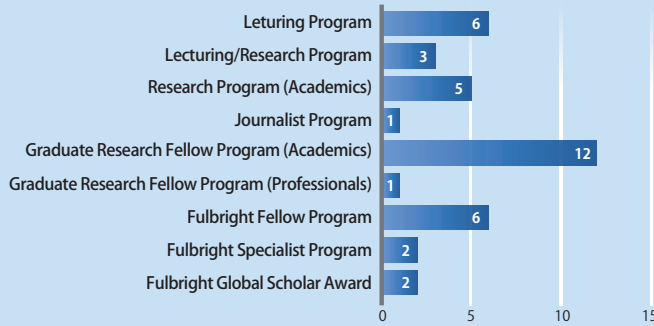 Leturing Program 6
Lecturing/Research Program 3
Research Program (Academics) 5
Journalist Program 1
Graduate Research Fellow Program (Academics) 12
Graduate Research Fellow Program (Professionals) 1
Fulbright Fellow Program 6
Fulbright Specialist Program 2
Fulbright Global Scholar Award 2
0 5 10 15